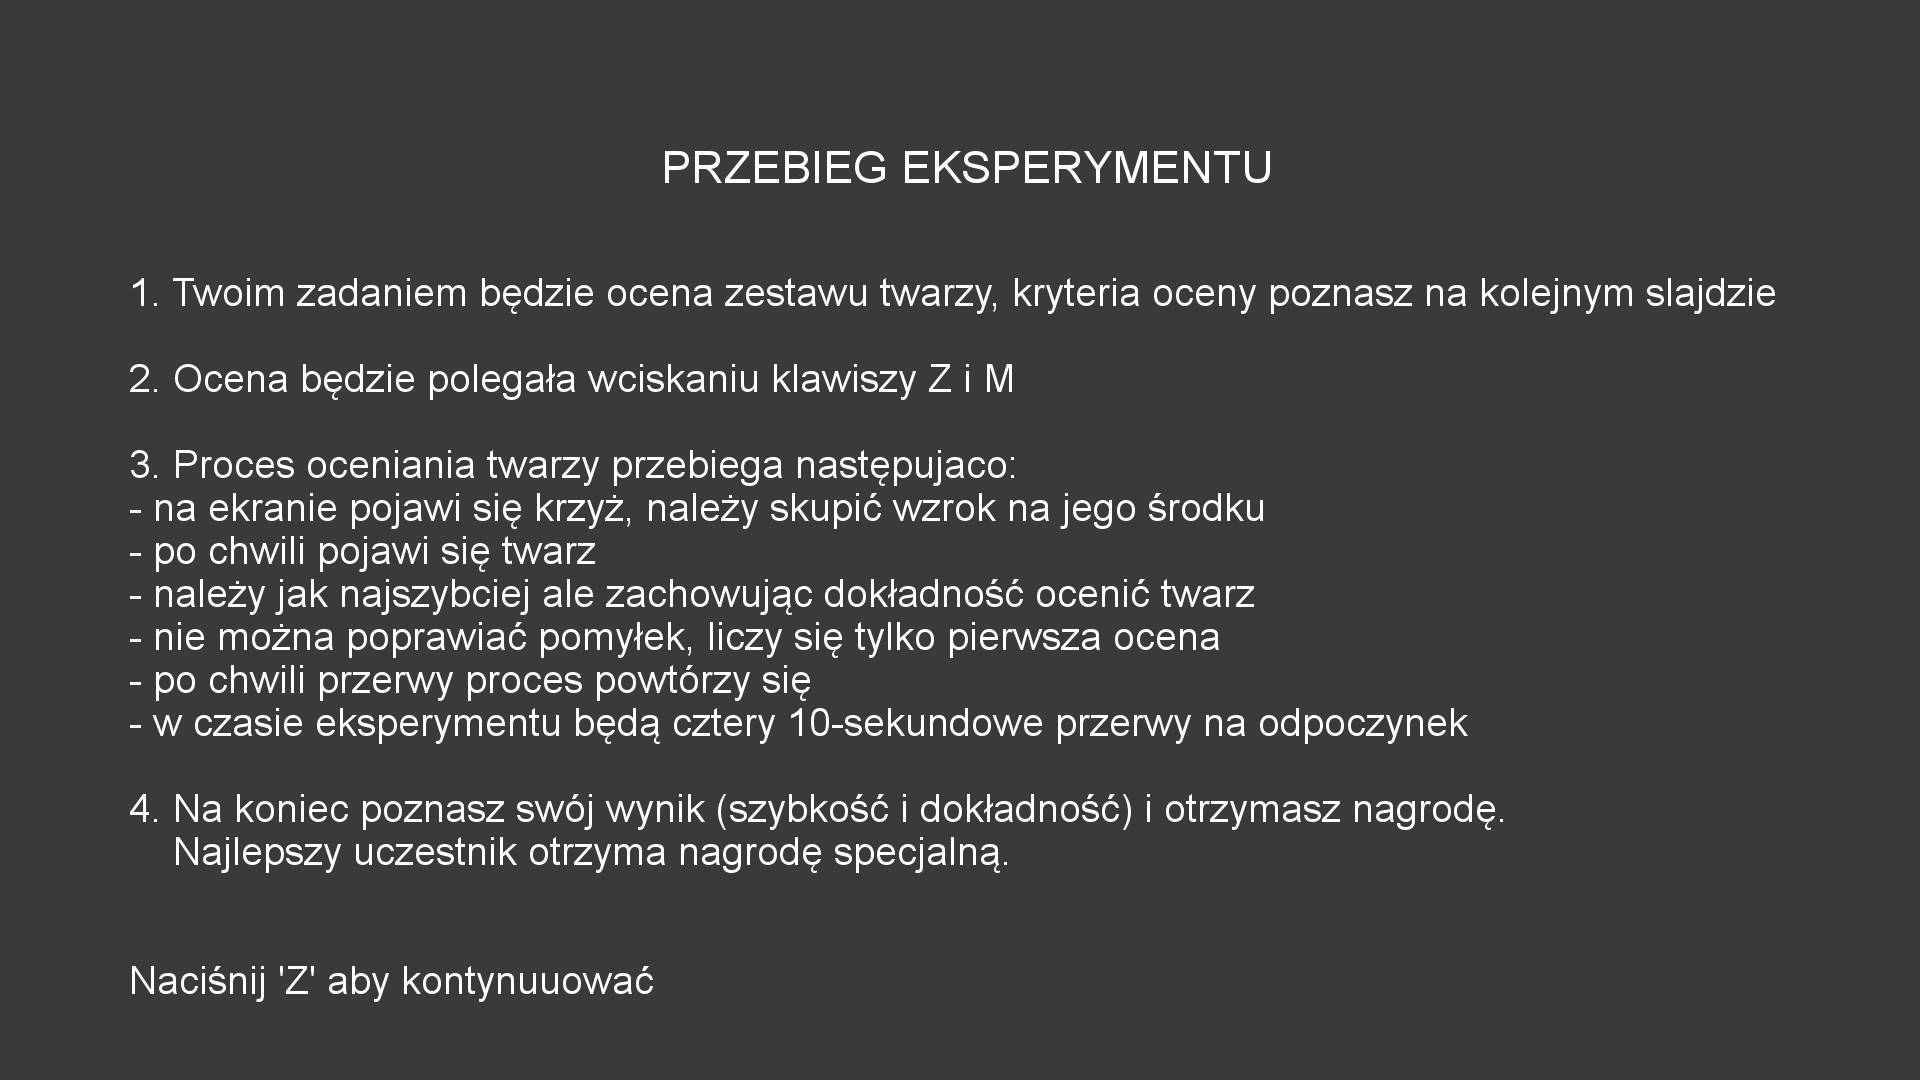 PRZEBIEG EKSPERYMENTU
1. Twoim zadaniem będzie ocena zestawu twarzy, kryteria oceny poznasz na kolejnym slajdzie
2. Ocena będzie polegała wciskaniu klawiszy Z i M
3. Proces oceniania twarzy przebiega następujaco:
- na ekranie pojawi się krzyż, należy skupić wzrok na jego środku
- po chwili pojawi się twarz
- należy jak najszybciej ale zachowując dokładność ocenić twarz
- nie można poprawiać pomyłek, liczy się tylko pierwsza ocena
- po chwili przerwy proces powtórzy się
- w czasie eksperymentu będą cztery 10-sekundowe przerwy na odpoczynek
4. Na koniec poznasz swój wynik (szybkość i dokładność) i otrzymasz nagrodę.
Najlepszy uczestnik otrzyma nagrodę specjalną.
Naciśnij 'Z' aby kontynuuować